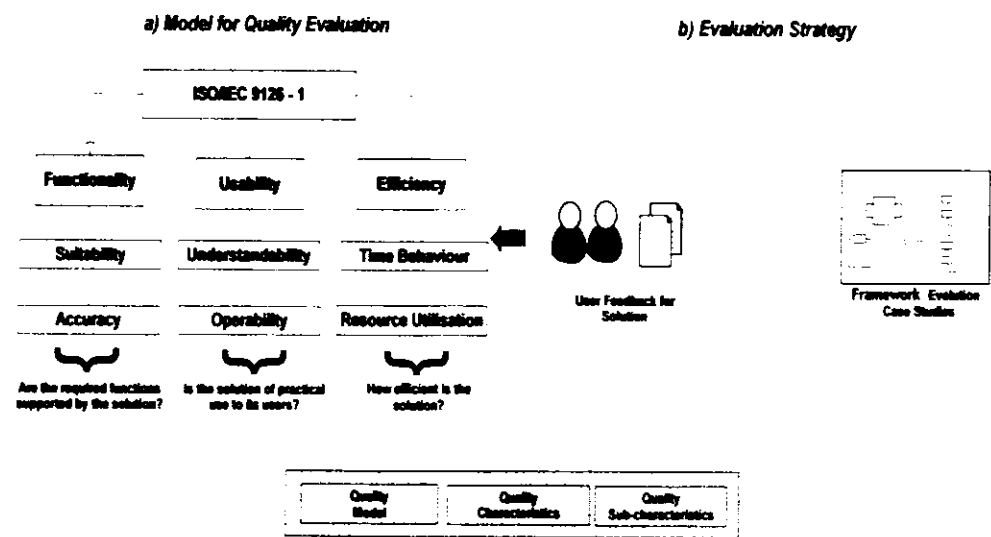 a) Model for Quality Evaluation
b) Evaluation Strategy
ISO/IEC 9126 - 1
Functionality
Usability
Efficiency
Suitability
Understandability
Time Behaviour
Accuracy
Operability
Resource Utilisation
Are the required functions
supported by the solution?
Is the solution of practical
use to its users?
How efficient is the
solution?
User Feedback for
Solution
Framework Evolution
Case Studies
Quality
Model
Quality
Characteristics
Quality
Sub-characteristics